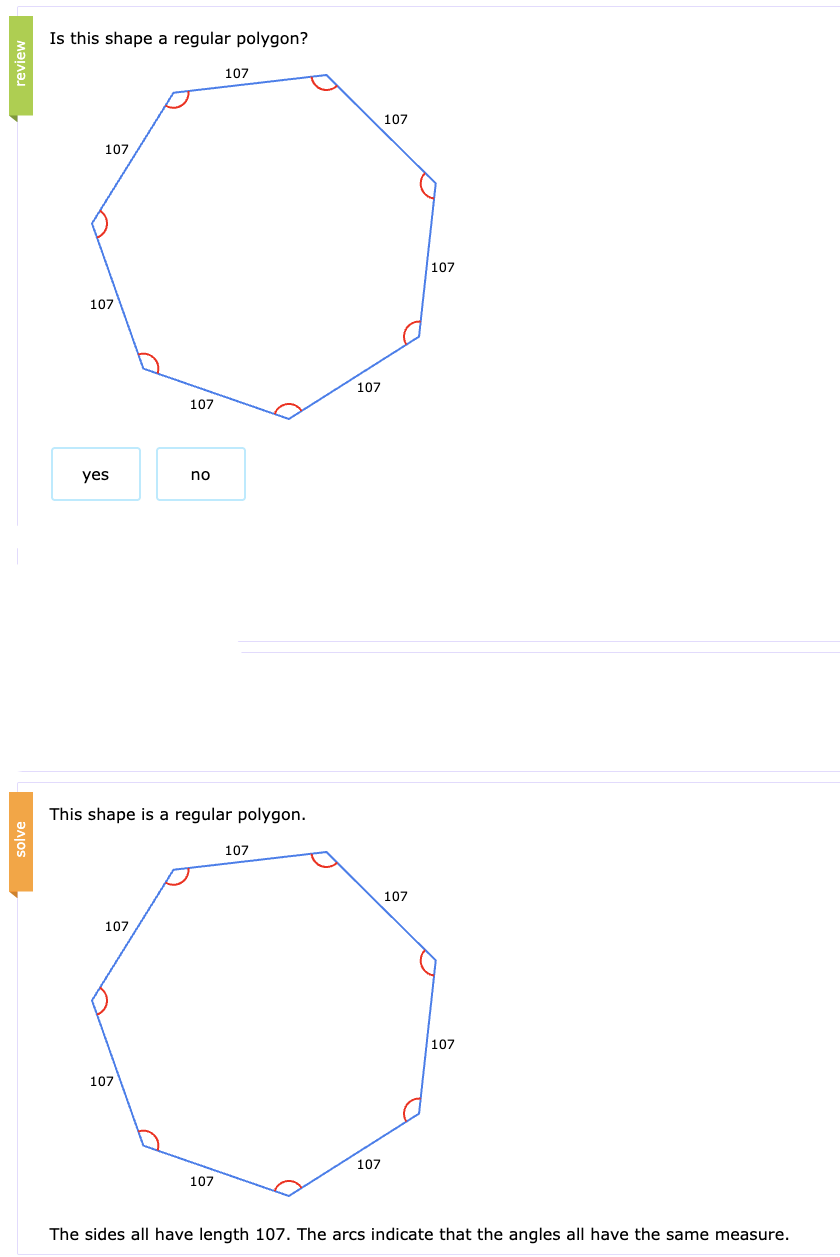 review
Is this shape a regular polygon?
107
107
107
107
107
107
107
yes
no
solve
This shape is a regular polygon.
107
107
107
107
107
107
107
The sides all have length 107. The arcs indicate that the angles all have the same measure.